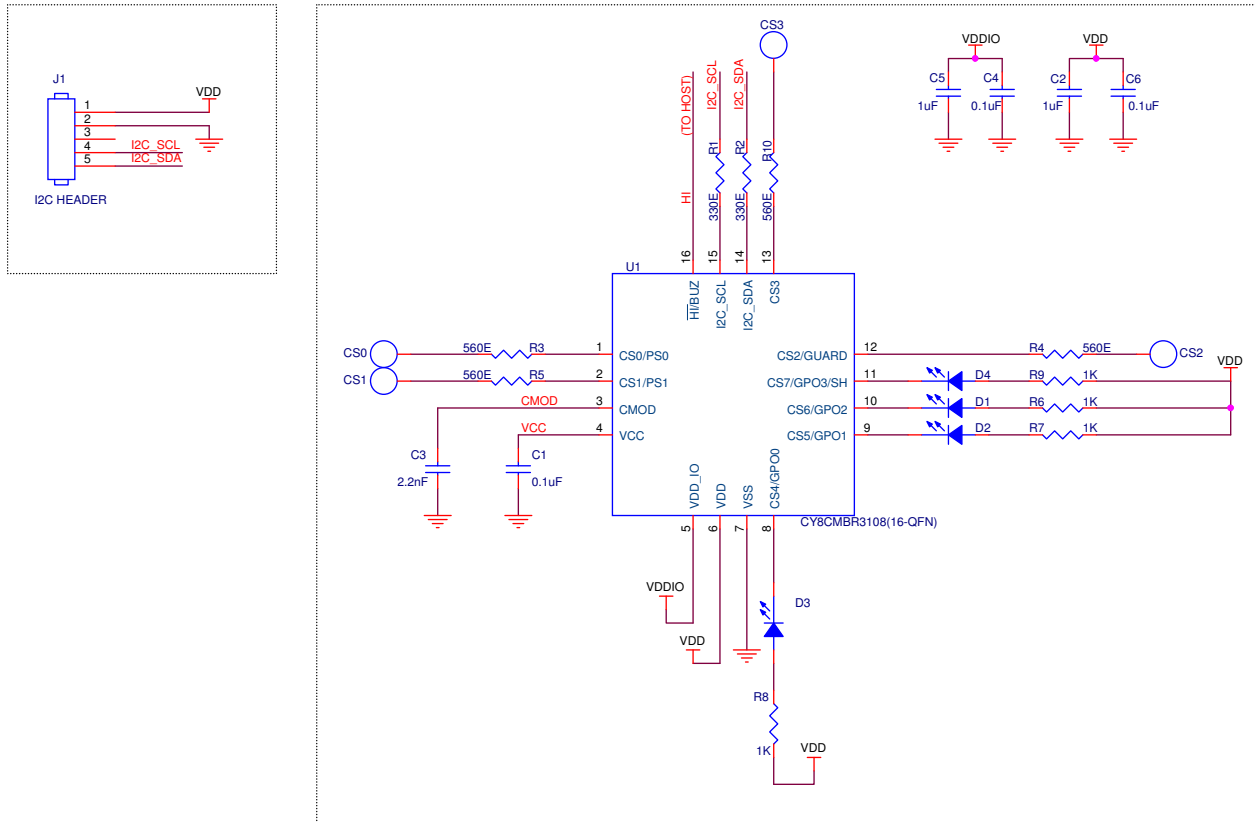 J1
1
2
3
4
5
VDD
I2C_SCL
I2C_SDA
I2C HEADER
CS3
(TO HOST)
HI
I2C_SCL
R1
330E
I2C_SDA
R2
330E
R10
560E
VDDIO
C5
1uF
C4
0.1uF
VDD
C2
1uF
C6
0.1uF
U1
16
15
14
13
HI/BUZ
I2C_SCL
I2C_SDA
CS3
CS0
560E
R3
1
CS0/PS0
CS1
560E
R5
2
CS1/PS1
CMOD
3
CMOD
VCC
4
VCC
C3
2.2nF
C1
0.1uF
CS2/GUARD
12
R4
560E
CS2
VDD
CS7/GPO3/SH
11
D4
R9
1K
CS6/GPO2
10
D1
R6
1K
CS5/GPO1
9
D2
R7
1K
VDD_IO
VDD
VSS
CS4/GPO0
5
6
7
8
CY8CMBR3108(16-QFN)
VDDIO
VDD
D3
R8
1K
VDD